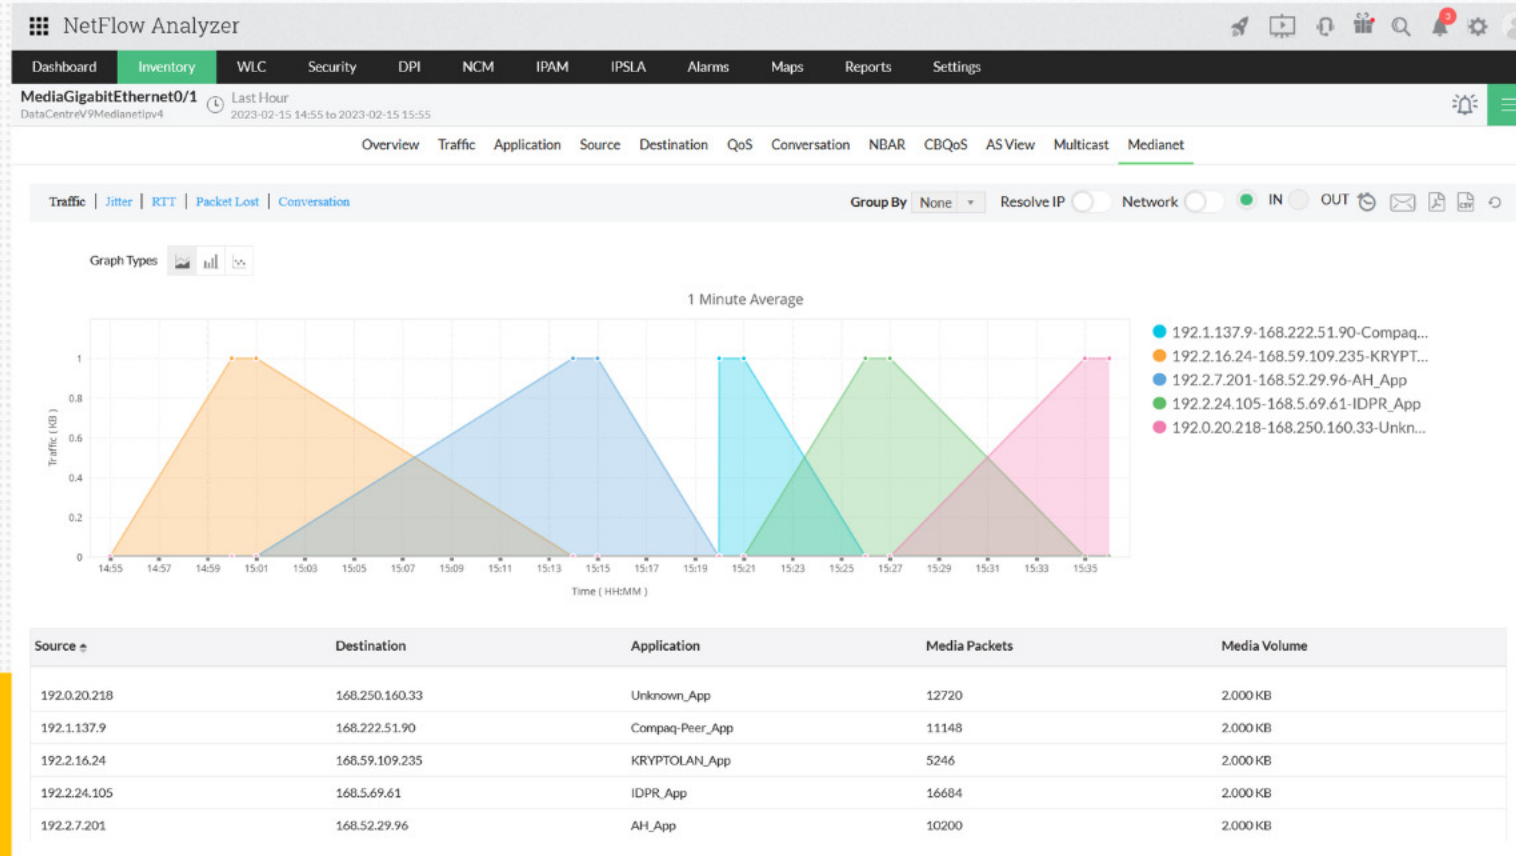 NetFlow Analyzer
3
Dashboard Inventory WLC Security DPI NCM IPAM IPSLA Alarms Maps Reports Settings
MediaGigabitEthernet0/1 Last Hour
DataCentreV9MedianetIpv4 2023-02-15 14:55 to 2023-02-15 15:55
Overview Traffic Application Source Destination QoS Conversation NBAR CBQoS AS View Multicast Medianet
Traffic | Jitter | RTT | Packet Lost | Conversation Group By None Resolve IP Network IN OUT CSV
Graph Types
1 Minute Average
192.1.137.9-168.222.51.90-Compaq...
192.2.16.24-168.59.109.235-KRYPT...
192.2.7.201-168.52.29.96-AH_App
192.2.24.105-168.5.69.61-IDPR_App
192.0.20.218-168.250.160.33-Unkn...
Traffic ( KB )
1
0.8
0.6
0.4
0.2
0
14:55 14:57 14:59 15:01 15:03 15:05 15:07 15:09 15:11 15:13 15:15 15:17 15:19 15:21 15:23 15:25 15:27 15:29 15:31 15:33 15:35
Time ( HH:MM )
Source Destination Application Media Packets Media Volume
192.0.20.218 168.250.160.33 Unknown_App 12720 2.000 KB
192.1.137.9 168.222.51.90 Compaq-Peer_App 11148 2.000 KB
192.2.16.24 168.59.109.235 KRYPTOLAN_App 5246 2.000 KB
192.2.24.105 168.5.69.61 IDPR_App 16684 2.000 KB
192.2.7.201 168.52.29.96 AH_App 10200 2.000 KB